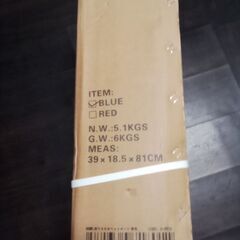 ITEM:
☑BLUE
☐RED
N.W.:5.1KGS
G.W.:6KGS
MEAS:
39×18.5×81CM